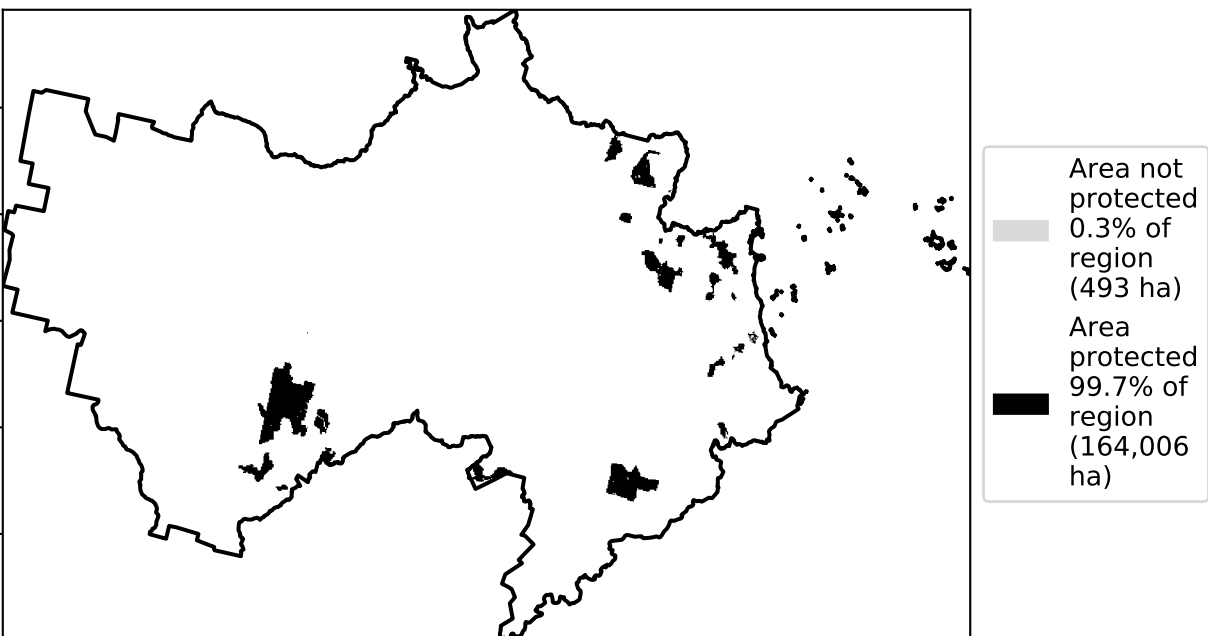 Area not
protected
0.3% of
region
(493 ha)
Area
protected
99.7% of
region
(164,006
ha)